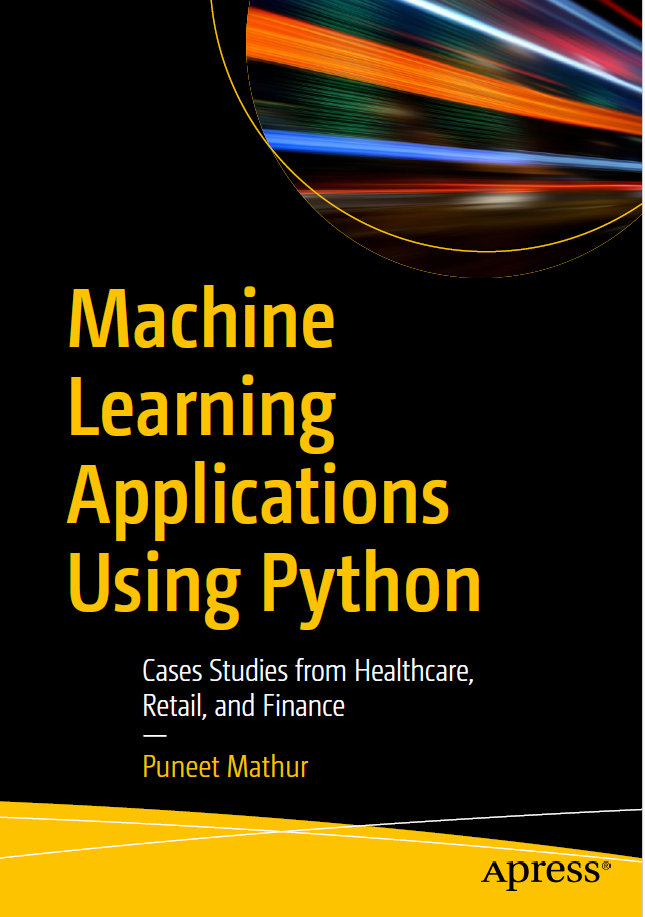 Machine
Learning
Applications
Using Python
Cases Studies from Healthcare,
Retail, and Finance
—
Puneet Mathur
Apress®